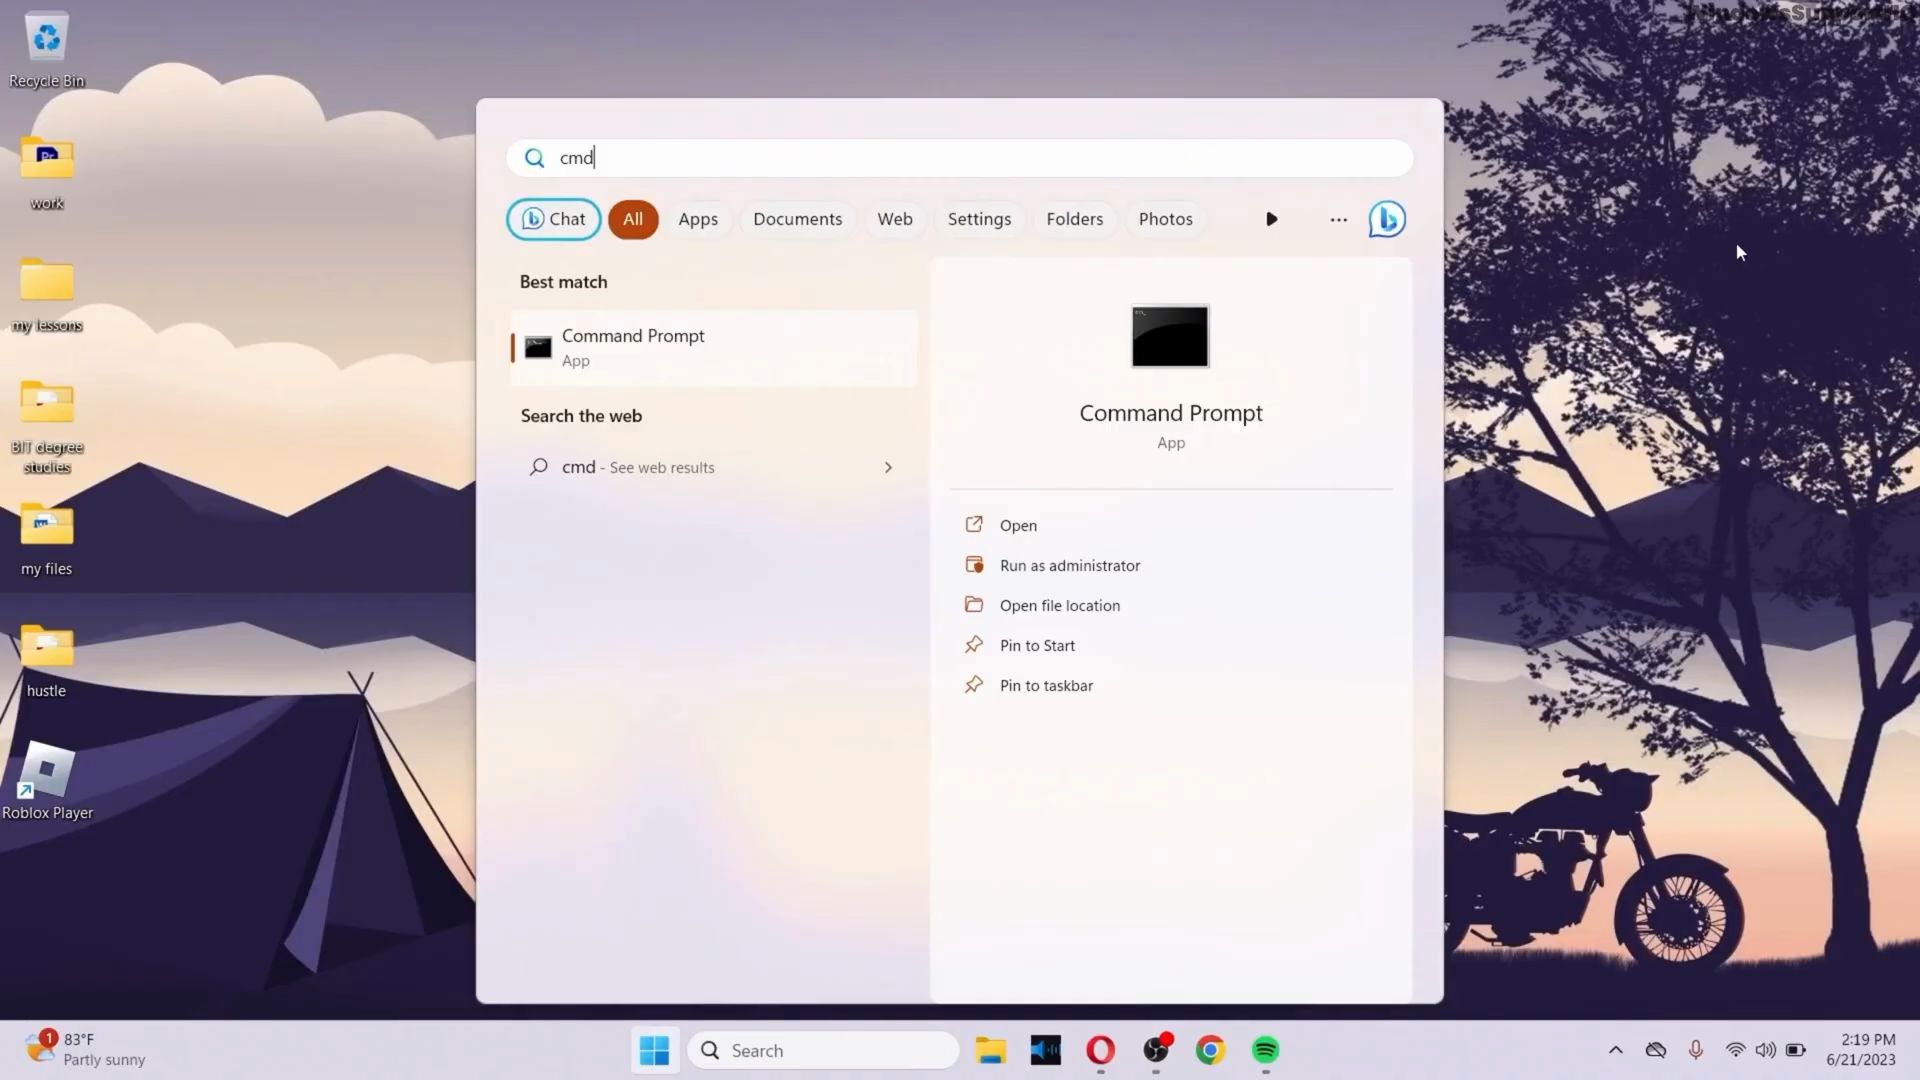 Recycle Bin
work
my lessons
BIT degree
studies
my files
hustle
Roblox Player
cmd
Chat
All
Apps
Documents
Web
Settings
Folders
Photos
Best match
Command Prompt
App
Search the web
cmd - See web results
Command Prompt
App
Open
Run as administrator
Open file location
Pin to Start
Pin to taskbar
1
83°F
Partly sunny
Search
2:19 PM
6/21/2023